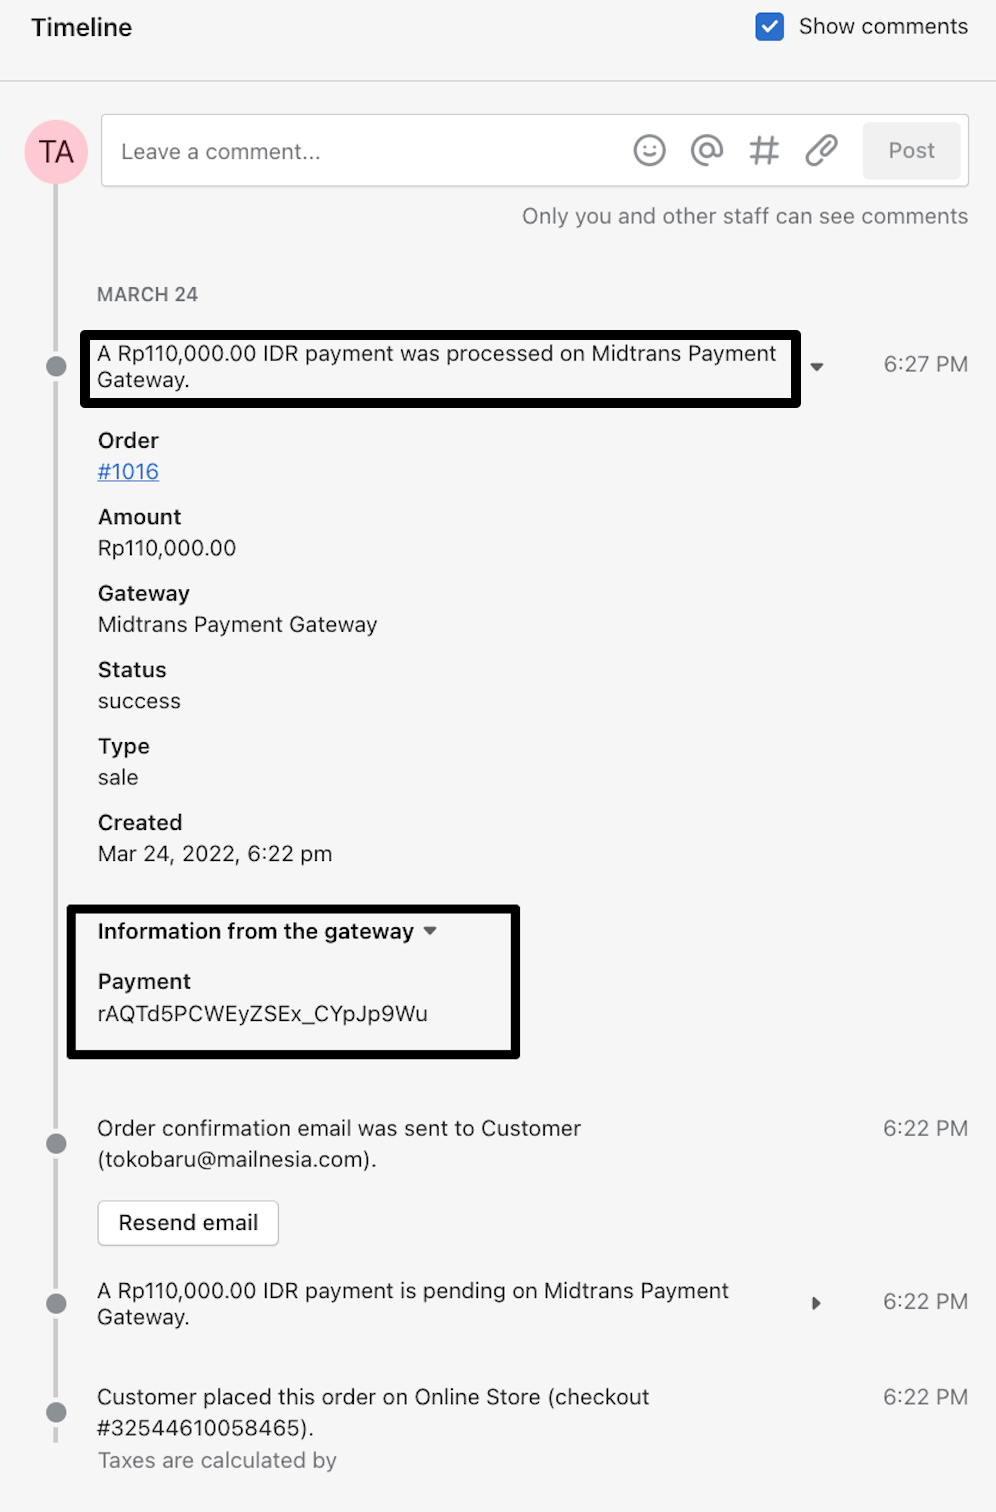 Timeline
Show comments
TA
Leave a comment...
Post
Only you and other staff can see comments
MARCH 24
A Rp110,000.00 IDR payment was processed on Midtrans Payment
Gateway.
6:27 PM
Order
#1016
Amount
Rp110,000.00
Gateway
Midtrans Payment Gateway
Status
success
Type
sale
Created
Mar 24, 2022, 6:22 pm
Information from the gateway
Payment
rAQTd5PCWEyZSEx_CYpJp9Wu
Order confirmation email was sent to Customer
(tokobaru@mailnesia.com).
6:22 PM
Resend email
A Rp110,000.00 IDR payment is pending on Midtrans Payment
Gateway.
6:22 PM
Customer placed this order on Online Store (checkout
#32544610058465).
6:22 PM
Taxes are calculated by